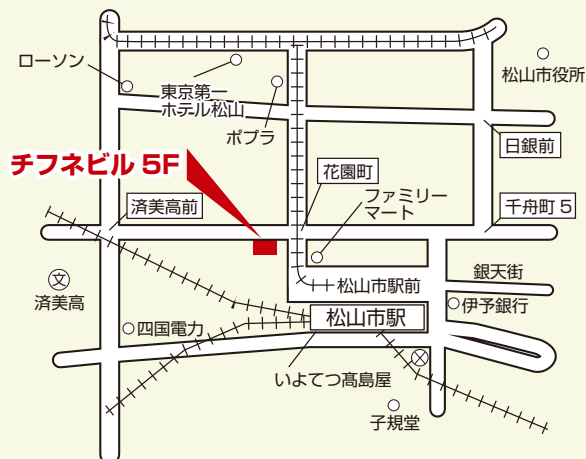 ローソン
東京第一
ホテル松山
ポプラ
松山市役所
日銀前
チフネビル 5F
花園町
ファミリー
マート
済美高前
千舟町 5
文
済美高
松山市駅前
銀天街
伊予銀行
松山市駅
四国電力
いよてつ髙島屋
子規堂